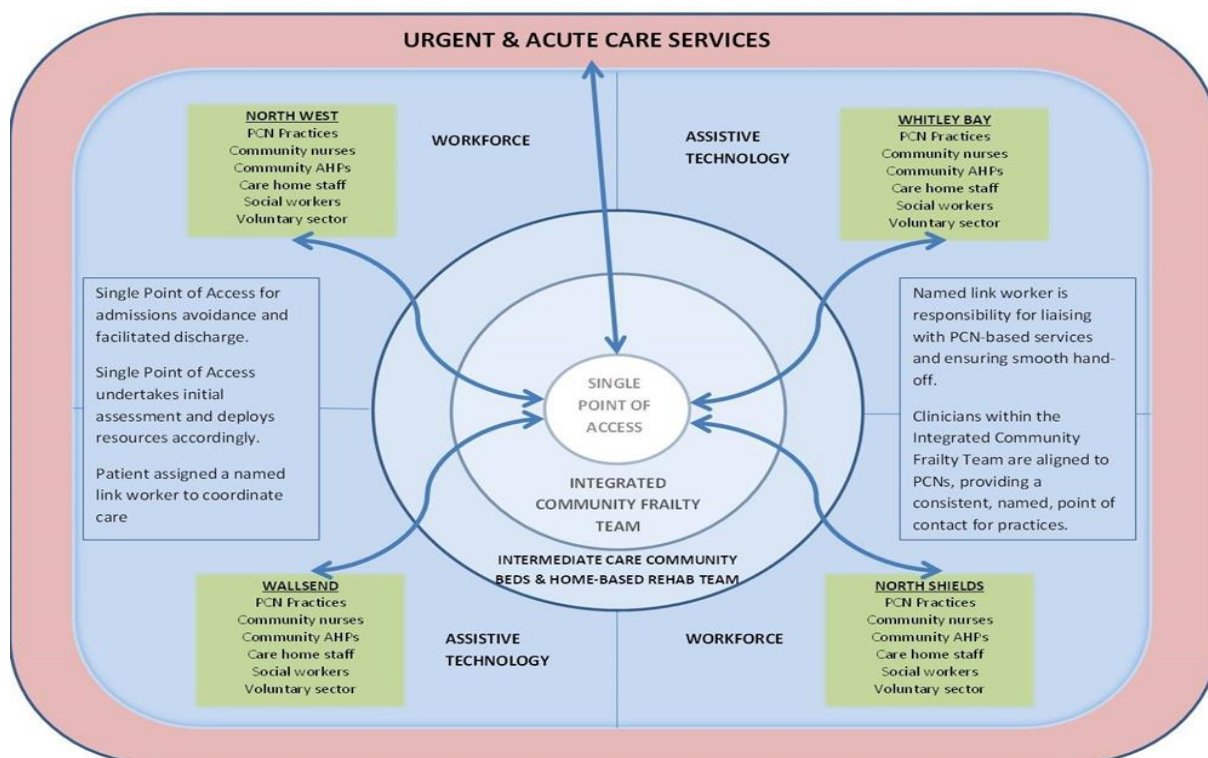 URGENT & ACUTE CARE SERVICES
NORTH WEST
PCN Practices
Community nurses
Community AHPs
Care home staff
Social workers
Voluntary sector
WORKFORCE
ASSISTIVE
TECHNOLOGY
WHITLEY BAY
PCN Practices
Community nurses
Community AHPs
Care home staff
Social workers
Voluntary sector
Single Point of Access for
admissions avoidance and
facilitated discharge.
Single Point of Access
undertakes initial
assessment and deploys
resources accordingly.
Patient assigned a named
link worker to coordinate
care
SINGLE
POINT OF
ACCESS
INTEGRATED
COMMUNITY FRAILTY
TEAM
INTERMEDIATE CARE COMMUNITY
BEDS & HOME-BASED REHAB TEAM
Named link worker is
responsibility for liaising
with PCN-based services
and ensuring smooth hand-
off.
Clinicians within the
Integrated Community
Frailty Team are aligned to
PCNs, providing a
consistent, named, point of
contact for practices.
WALLSEND
PCN Practices
Community nurses
Community AHPs
Care home staff
Social workers
Voluntary sector
ASSISTIVE
TECHNOLOGY
WORKFORCE
NORTH SHIELDS
PCN Practices
Community nurses
Community AHPs
Care home staff
Social workers
Voluntary sector